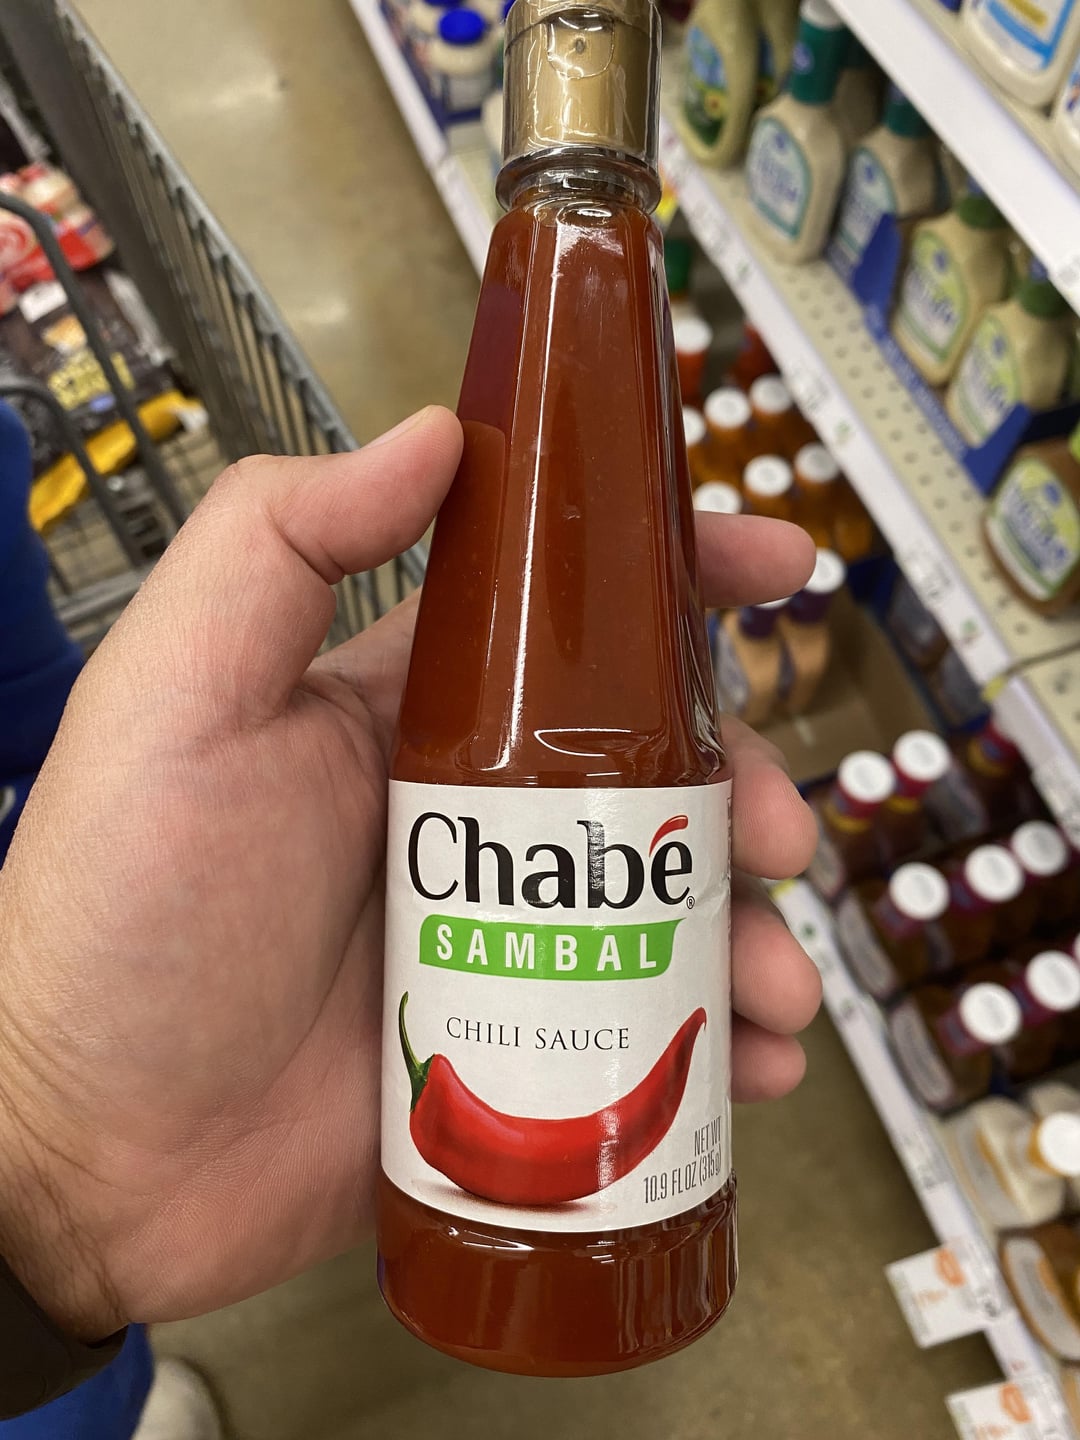 Chabé®
SAMBAL
CHILI SAUCE
NET WT
10.9 FL OZ (315g)